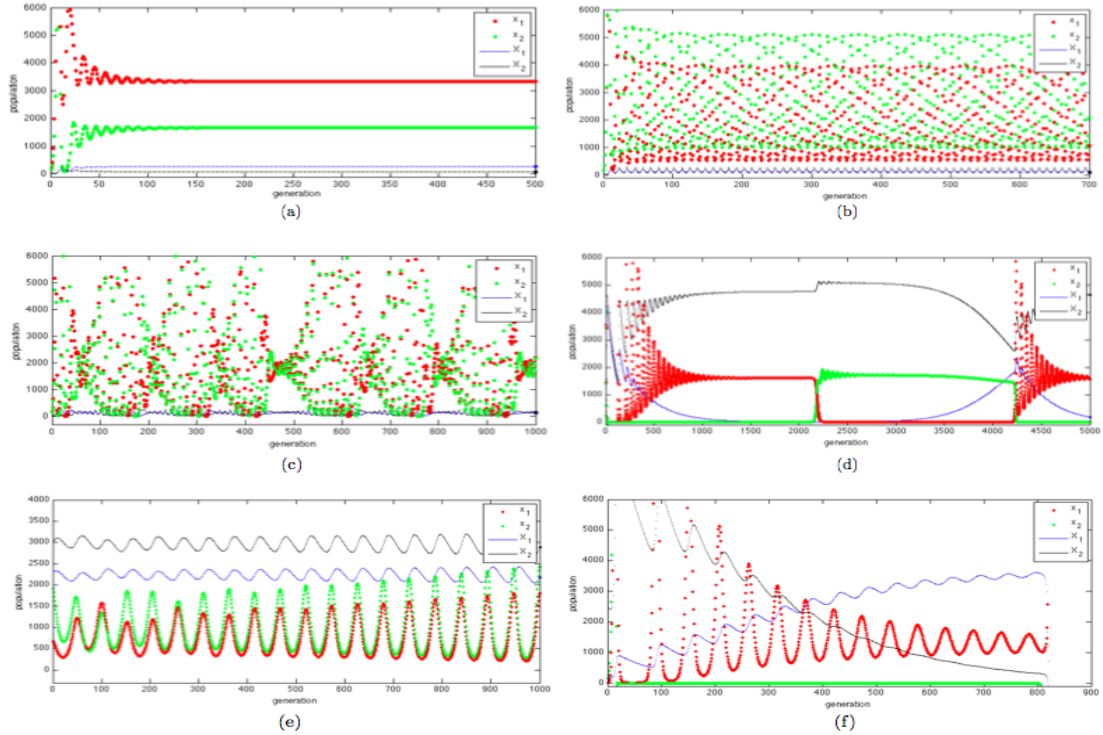 6000
5000
4000
3000
2000
1000
0
population
x1
x2
X1
X2
0 50 100 150 200 250 300 350 400 450 500
generation
(a)
6000
5000
4000
3000
2000
1000
0
population
x1
x2
X1
X2
0 100 200 300 400 500 600 700
generation
(b)
6000
5000
4000
3000
2000
1000
0
population
x1
x2
X1
X2
0 100 200 300 400 500 600 700 800 900 1000
generation
(c)
6000
5000
4000
3000
2000
1000
0
population
x1
x2
X1
X2
0 500 1000 1500 2000 2500 3000 3500 4000 4500 5000
generation
(d)
4000
3500
3000
2500
2000
1500
1000
500
0
population
x1
x2
X1
X2
0 100 200 300 400 500 600 700 800 900 1000
generation
(e)
6000
5000
4000
3000
2000
1000
0
population
x1
x2
X1
X2
0 100 200 300 400 500 600 700 800 900
generation
(f)